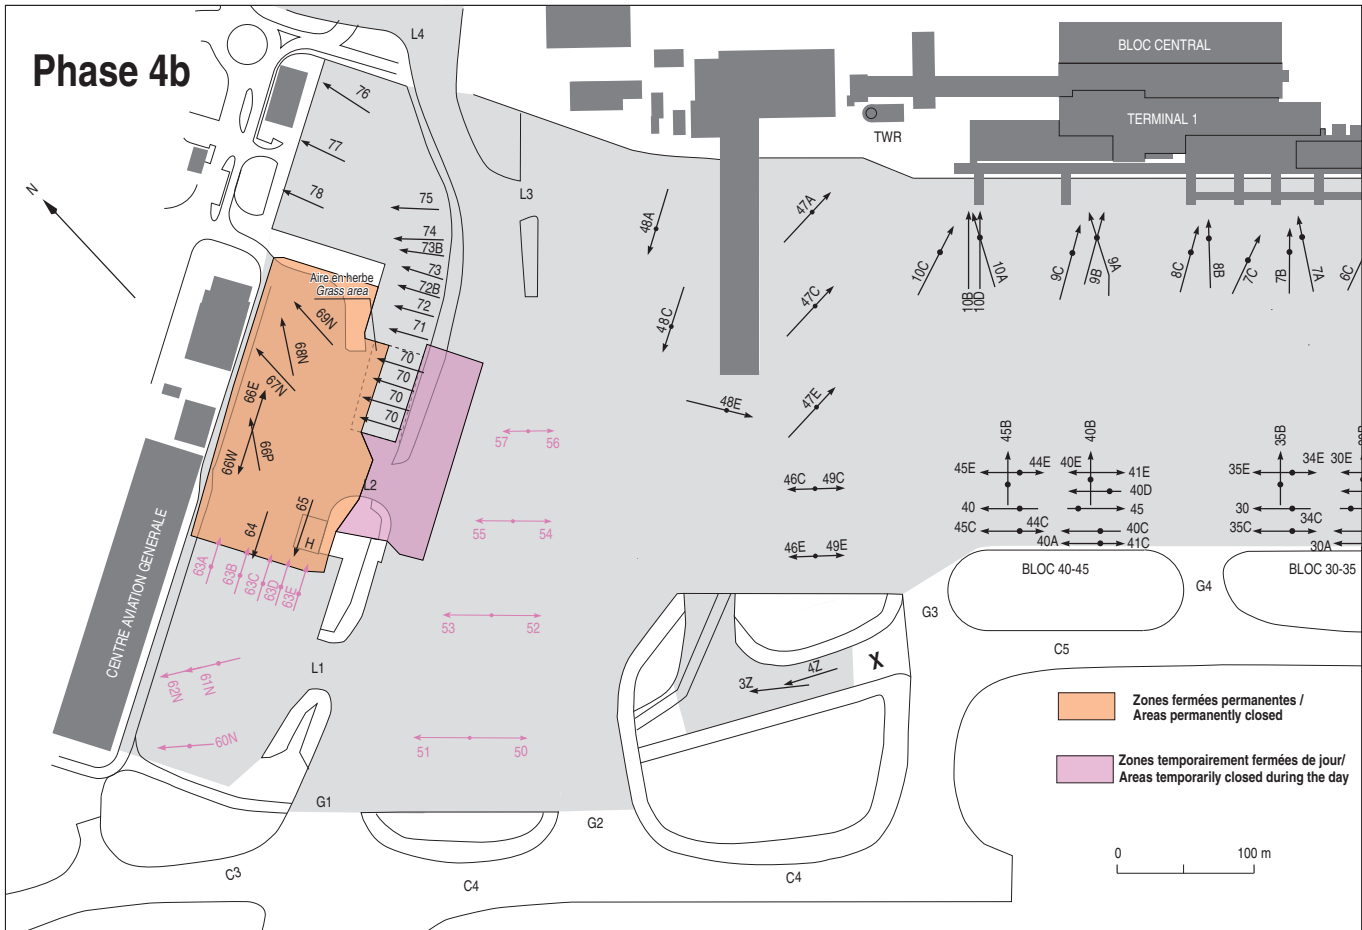 Phase 4b
L4
BLOC CENTRAL
TERMINAL 1
TWR
N
76
77
78
75
74
73B
73
72B
72
71
70
70
70
70
L3
48A
48C
48E
47A
47C
47E
10C
10B
10D
10A
9C
9B
9A
8C
8B
7C
7B
7A
6C
Aire en herbe
Grass area
69N
68N
67N
66E
66P
66W
65
64
H
L2
63A
63B
63C
63D
63E
57
56
55
54
53
52
51
50
46C
49C
46E
49E
45B
40B
35B
45E
44E
40E
41E
40D
40
45
45C
44C
40C
40A
41C
35E
34E
30E
30
34C
35C
30A
BLOC 40-45
BLOC 30-35
G4
G3
C5
CENTRE AVIATION GENERALE
62N
61N
60N
L1
3Z
4Z
X
G1
G2
C3
C4
C4
Zones fermées permanentes /
Areas permanently closed
Zones temporairement fermées de jour/
Areas temporarily closed during the day
0
100 m